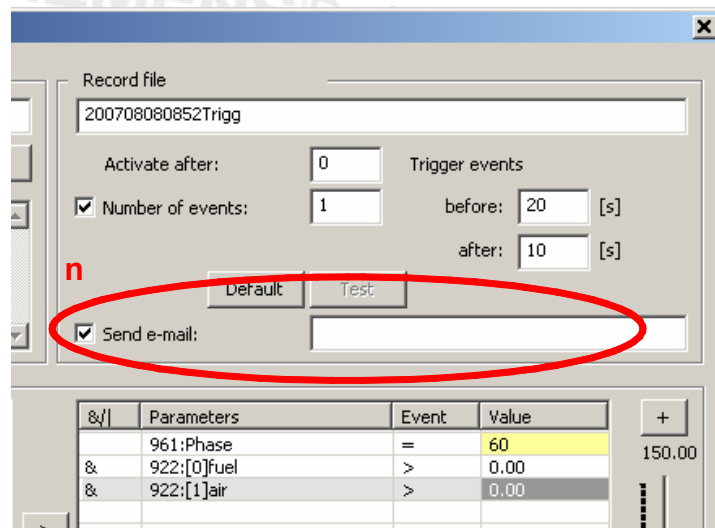 Record file
200708080852Trigg
Activate after: 0 Trigger events
Number of events: 1 before: 20 [s]
after: 10 [s]
n
Default Test
Send e-mail:
&/| Parameters Event Value +
961:Phase = 60 150.00
& 922:[0]fuel > 0.00
& 922:[1]air > 0.00